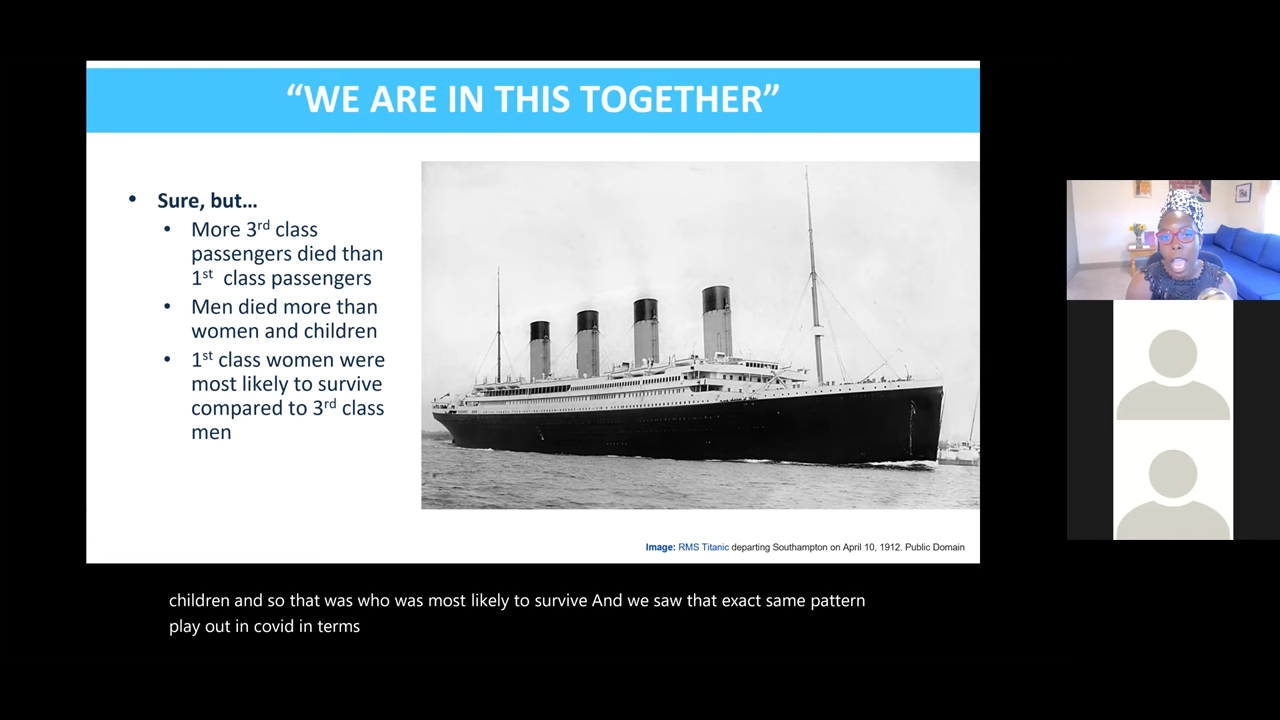 “WE ARE IN THIS TOGETHER”
• Sure, but…
• More 3rd class
passengers died than
1st class passengers
• Men died more than
women and children
• 1st class women were
most likely to survive
compared to 3rd class
men
Image: RMS Titanic departing Southampton on April 10, 1912. Public Domain
children and so that was who was most likely to survive And we saw that exact same pattern
play out in covid in terms